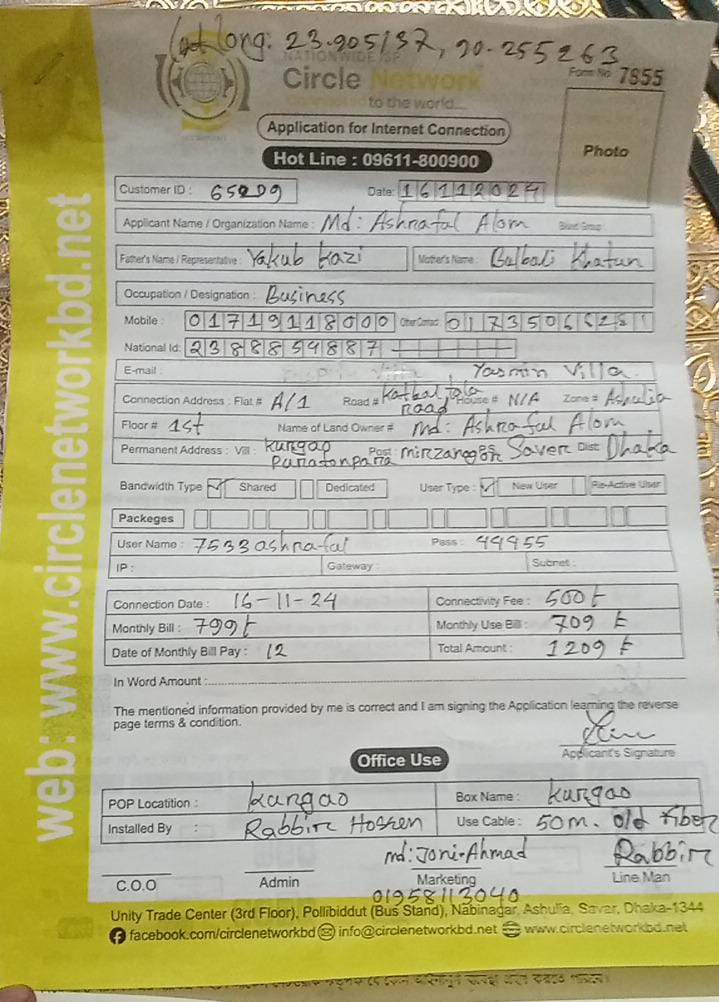 Lat long: 23.905137, 90.255263
NATIONWIDE ISP
Form No 7855
Circle Network
Connected to the world...
Application for Internet Connection
Photo
Hot Line : 09611-800900
Customer ID : 65209 Date: 16112024
Applicant Name / Organization Name : Md: Ashraful Alom Blood Group :
Father's Name / Representative : Yakub kazi Mother's Name : Bulbali Khatun
Occupation / Designation : Business
Mobile : 01719118000 Other Contact
National Id: 2388859887
E-mail : Yasmin Villa.
Connection Address : Flat # A/1 Road # Kathal tola road House # N/A Zone # Ashulia
Floor # 1st Name of Land Owner # md: Ashraful Alom
Permanent Address : Vill : Kurgao Puratonpara Post: mirzanagar Saver Dist: Dhaka
Bandwidth Type Shared Dedicated User Type : New User Re-Active User
Packeges
User Name : 7533ashraful Pass : 44955
IP : Gateway : Subnet :
Connection Date : 16-11-24 Connectivity Fee : 500 t
Monthly Bill : 799 t Monthly Use Bill : 709 t
Date of Monthly Bill Pay : 12 Total Amount : 1209 t
In Word Amount :
The mentioned information provided by me is correct and I am signing the Application learning the reverse
page terms & condition.
Applicant's Signature
Office Use
POP Locatition : kurgao Box Name : kurgao
Installed By : Rabbir Hossen Use Cable : 50m. old fiber
md: Joni Ahmad Rabbir
C.O.O Admin Marketing Line Man
01958113040
Unity Trade Center (3rd Floor), Pollibiddut (Bus Stand), Nabinagar, Ashulia, Savar, Dhaka-1344
facebook.com/circlenetworkbd info@circlenetworkbd.net www.circlenetworkbd.net
web: www.circlenetworkbd.net